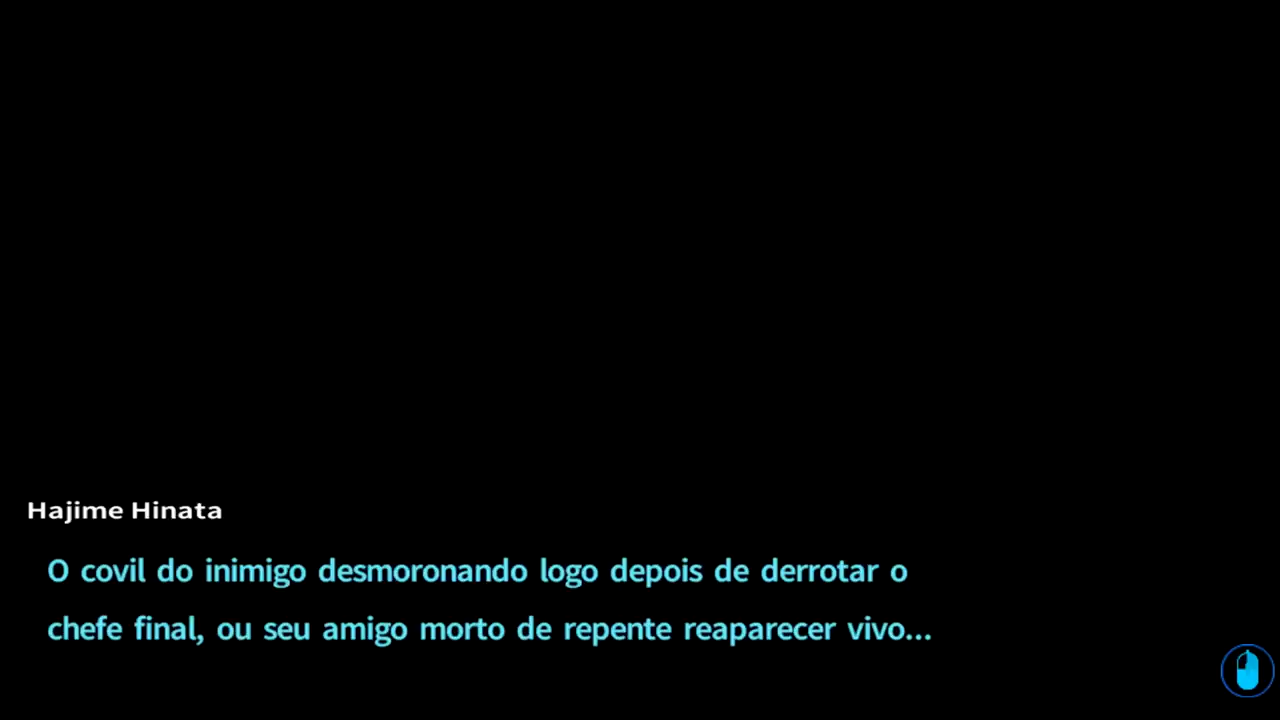 Hajime Hinata
O covil do inimigo desmoronando logo depois de derrotar o
chefe final, ou seu amigo morto de repente reaparecer vivo...